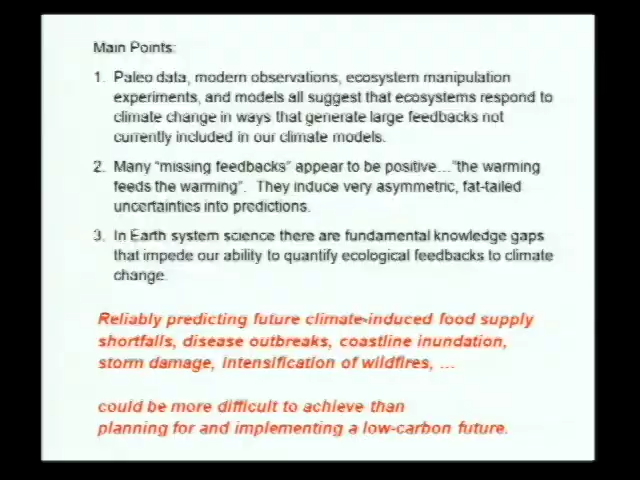 Main Points:
1. Paleo data, modern observations, ecosystem manipulation
experiments, and models all suggest that ecosystems respond to
climate change in ways that generate large feedbacks not
currently included in our climate models.
2. Many "missing feedbacks" appear to be positive..."the warming
feeds the warming". They induce very asymmetric, fat-tailed
uncertainties into predictions.
3. In Earth system science there are fundamental knowledge gaps
that impede our ability to quantify ecological feedbacks to climate
change.
Reliably predicting future climate-induced food supply
shortfalls, disease outbreaks, coastline inundation,
storm damage, intensification of wildfires, ...
could be more difficult to achieve than
planning for and implementing a low-carbon future.